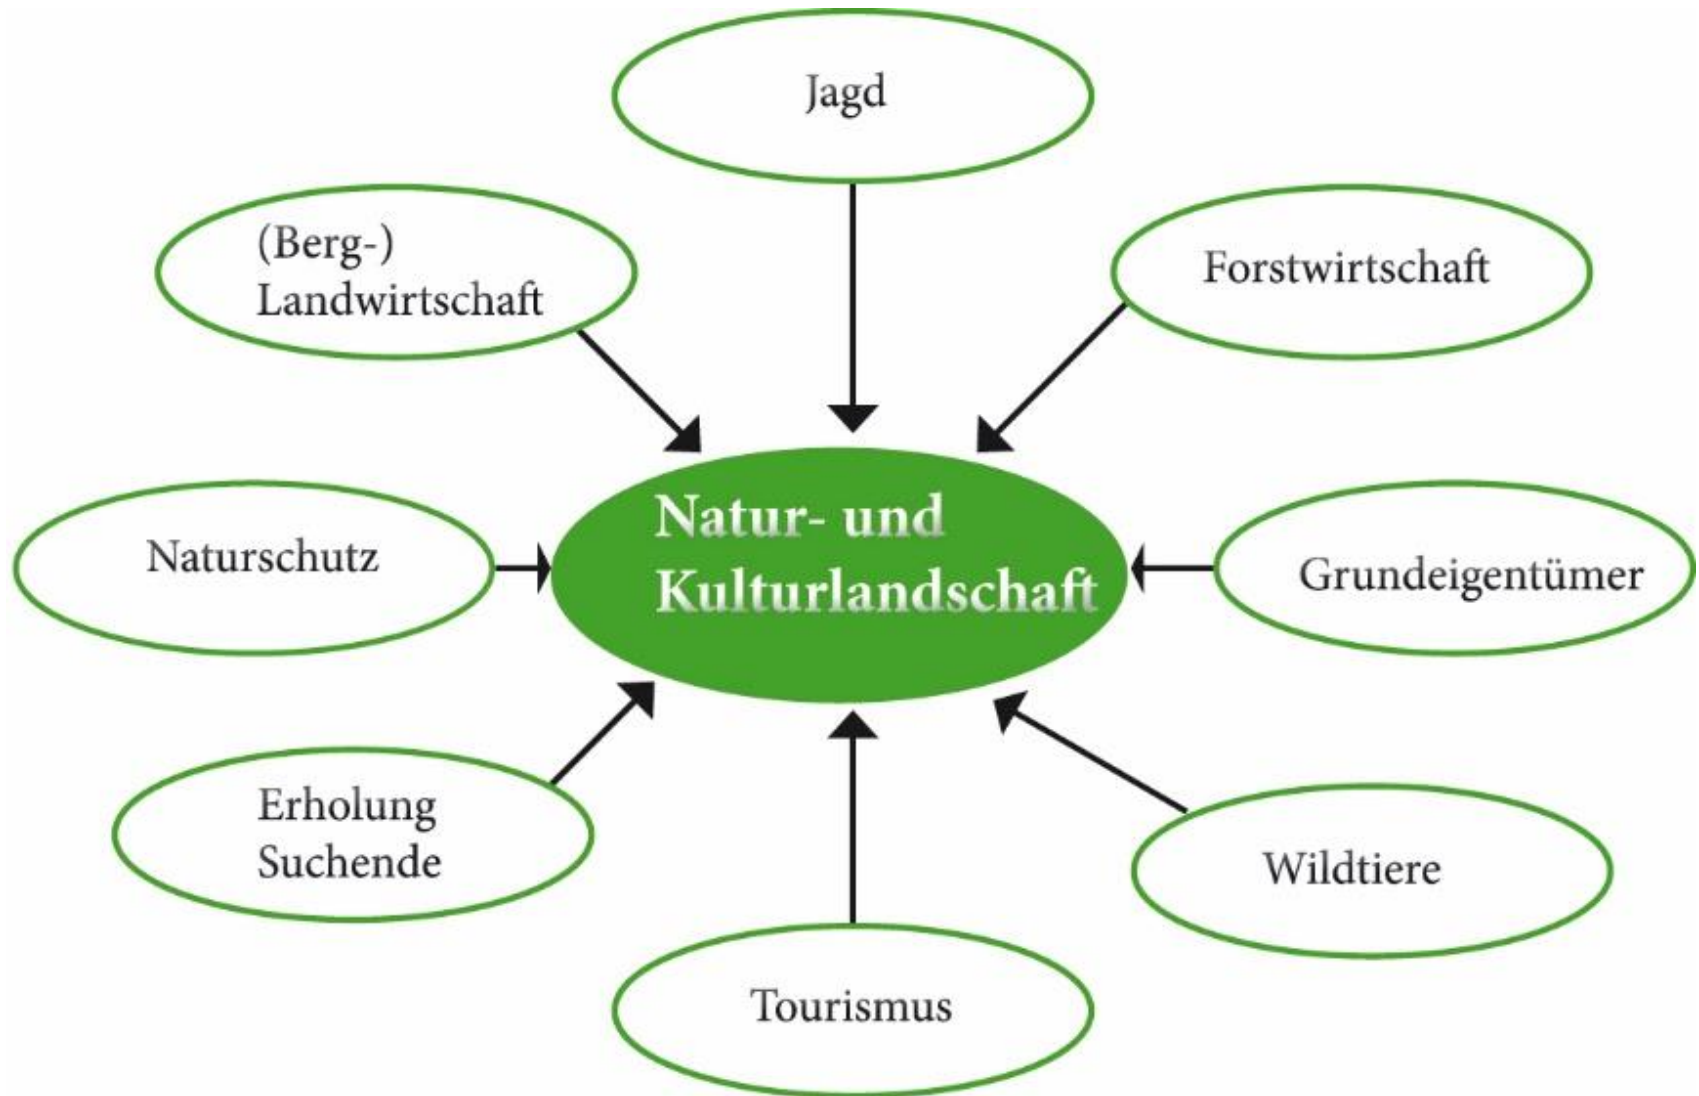 Jagd
(Berg-)
Landwirtschaft
Forstwirtschaft
Natur- und
Kulturlandschaft
Naturschutz
Grundeigentümer
Erholung
Suchende
Wildtiere
Tourismus